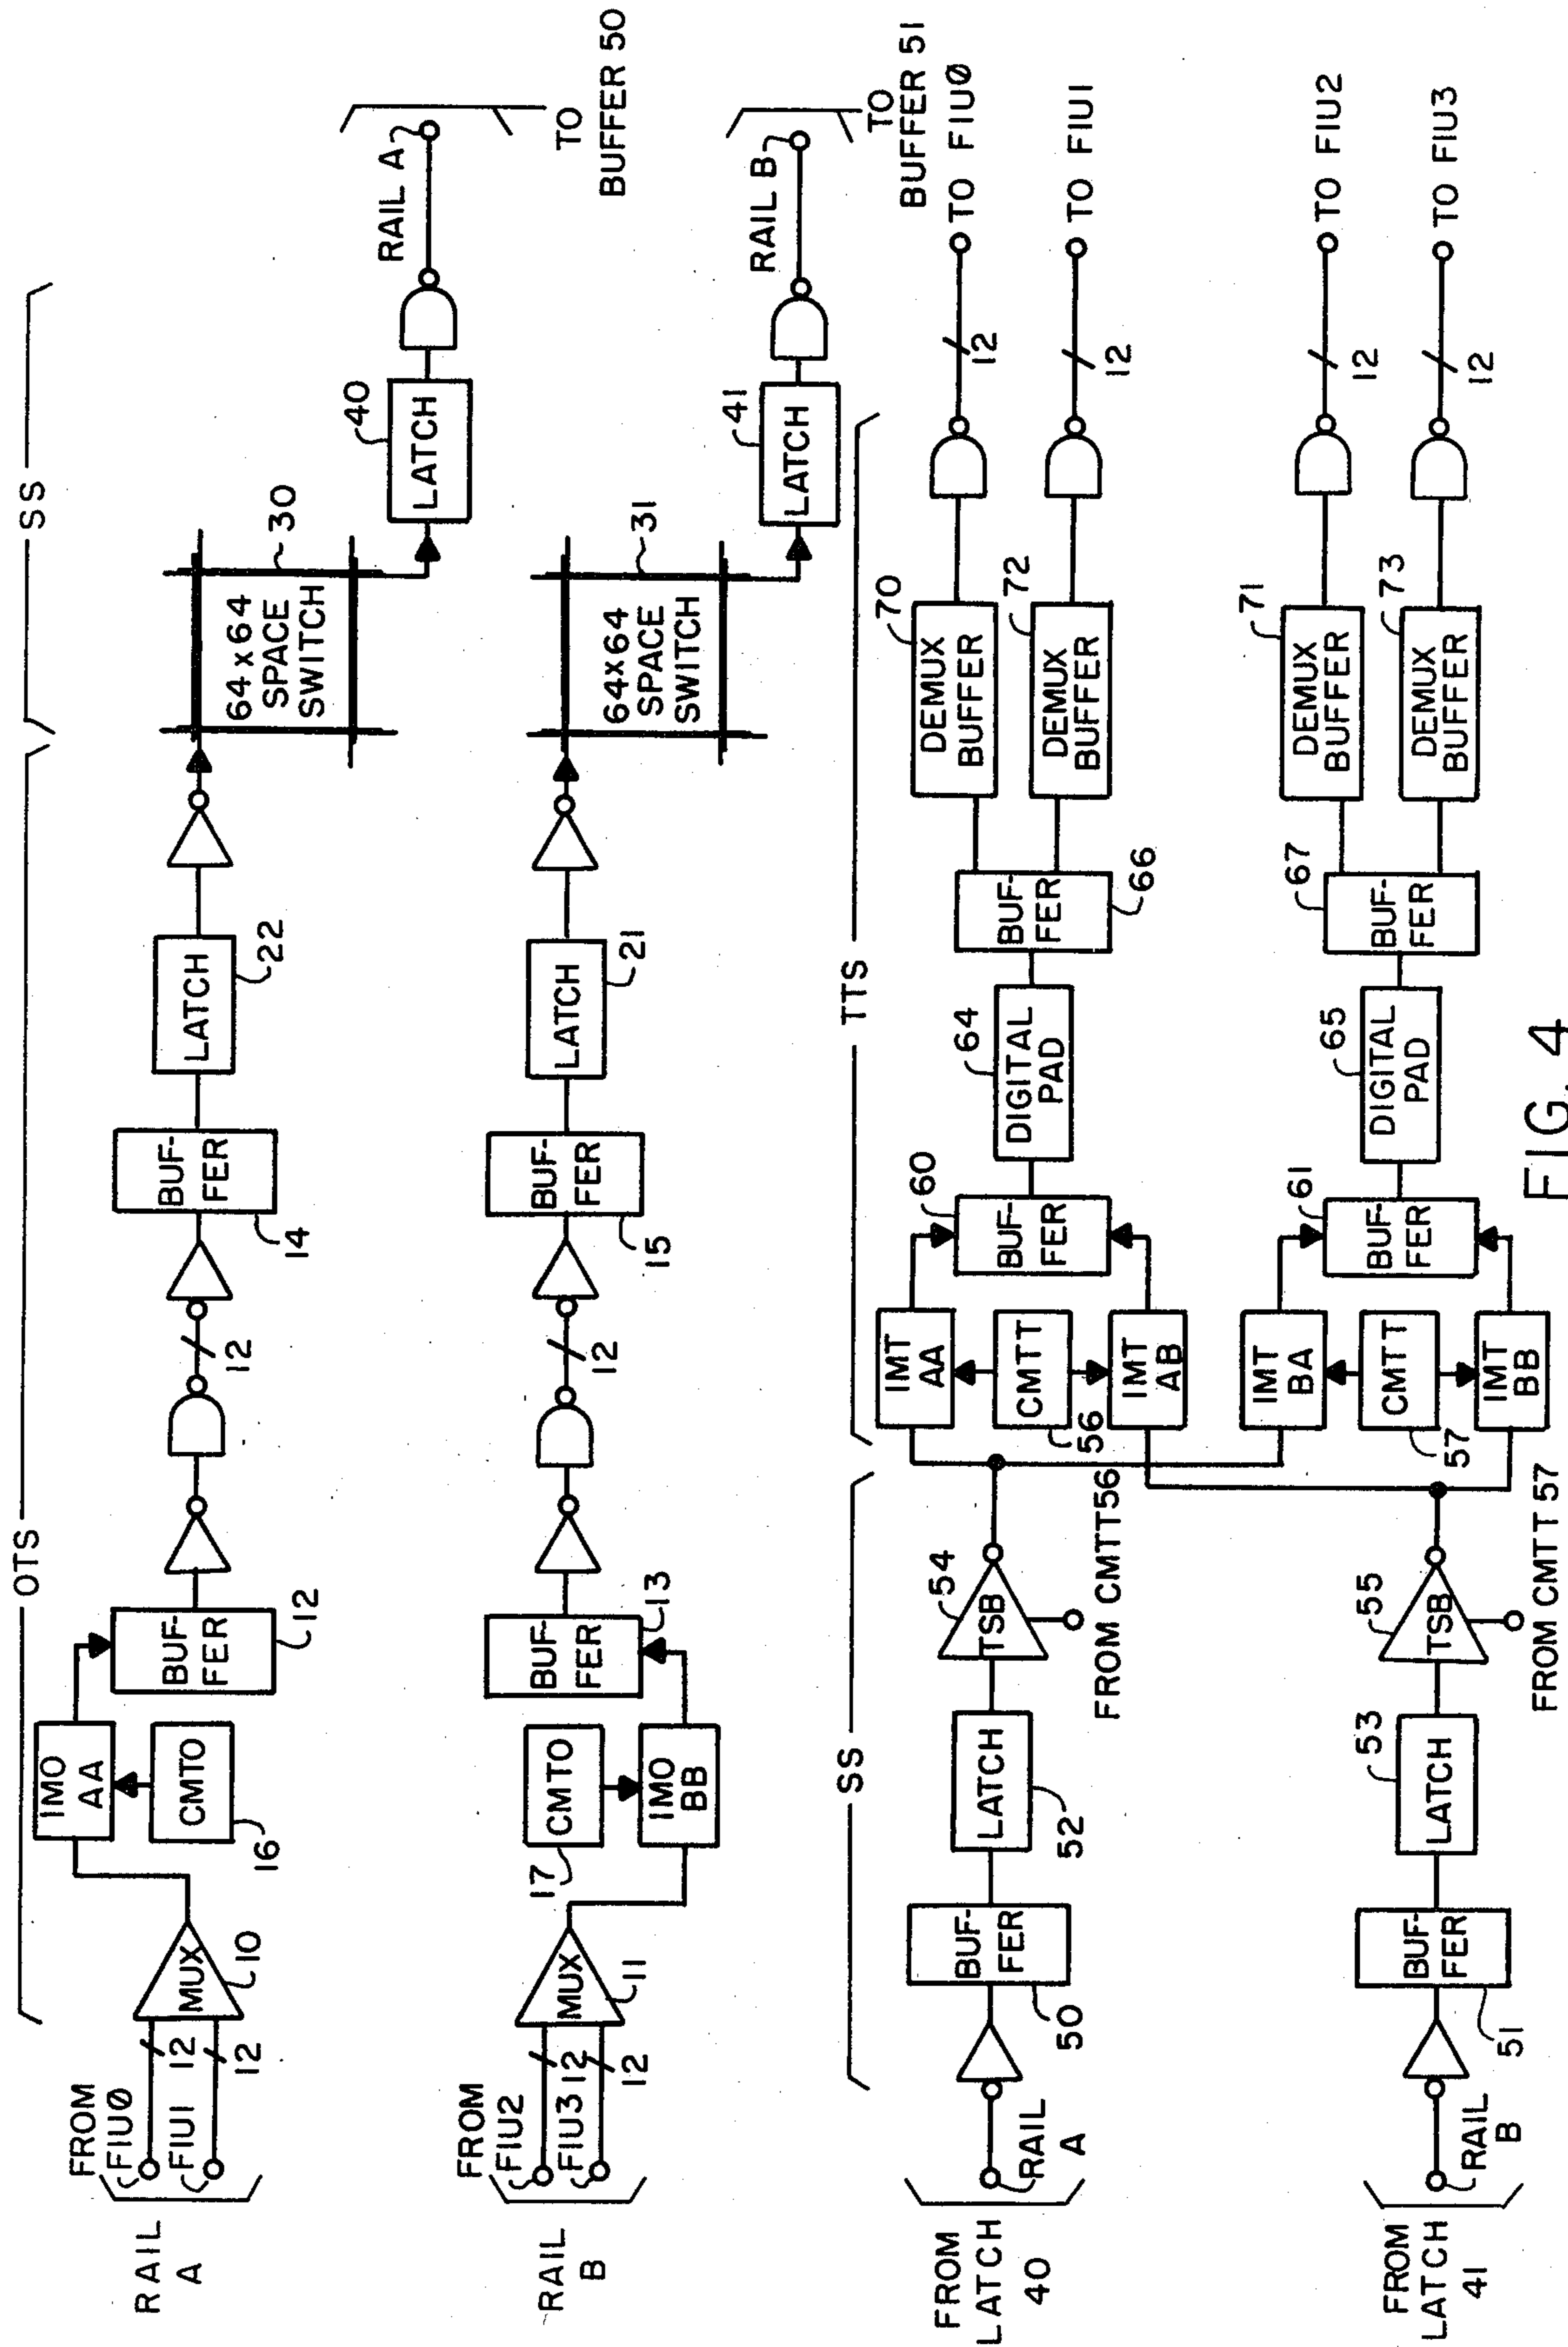 OTS
SS
FROM
FIU0
FIU1
RAIL
A
12
12
MUX
10
IMO
AA
CMTO
16
BUF-
FER
12
12
BUF-
FER
14
LATCH
22
64 x 64
SPACE
SWITCH
30
LATCH
40
RAIL A
TO
BUFFER 50
FROM
FIU2
FIU3
RAIL
B
12
12
MUX
11
CMTO
17
IMO
BB
BUF-
FER
13
12
BUF-
FER
15
LATCH
21
64X64
SPACE
SWITCH
31
LATCH
41
RAIL B
TO
BUFFER 51
SS
TTS
FROM
LATCH
40
RAIL
A
BUF-
FER
50
LATCH
52
TSB
54
FROM CMTT56
IMT
AA
CMTT
56
IMT
AB
BUF-
FER
60
DIGITAL
PAD
64
BUF-
FER
66
DEMUX
BUFFER
70
DEMUX
BUFFER
72
12
TO FIUØ
12
TO FIU1
FROM
LATCH
41
RAIL
B
BUF-
FER
51
LATCH
53
TSB
55
FROM CMTT 57
IMT
BA
CMTT
57
IMT
BB
BUF-
FER
61
DIGITAL
PAD
65
BUF-
FER
67
DEMUX
BUFFER
71
DEMUX
BUFFER
73
12
TO FIU2
12
TO FIU3
FIG. 4